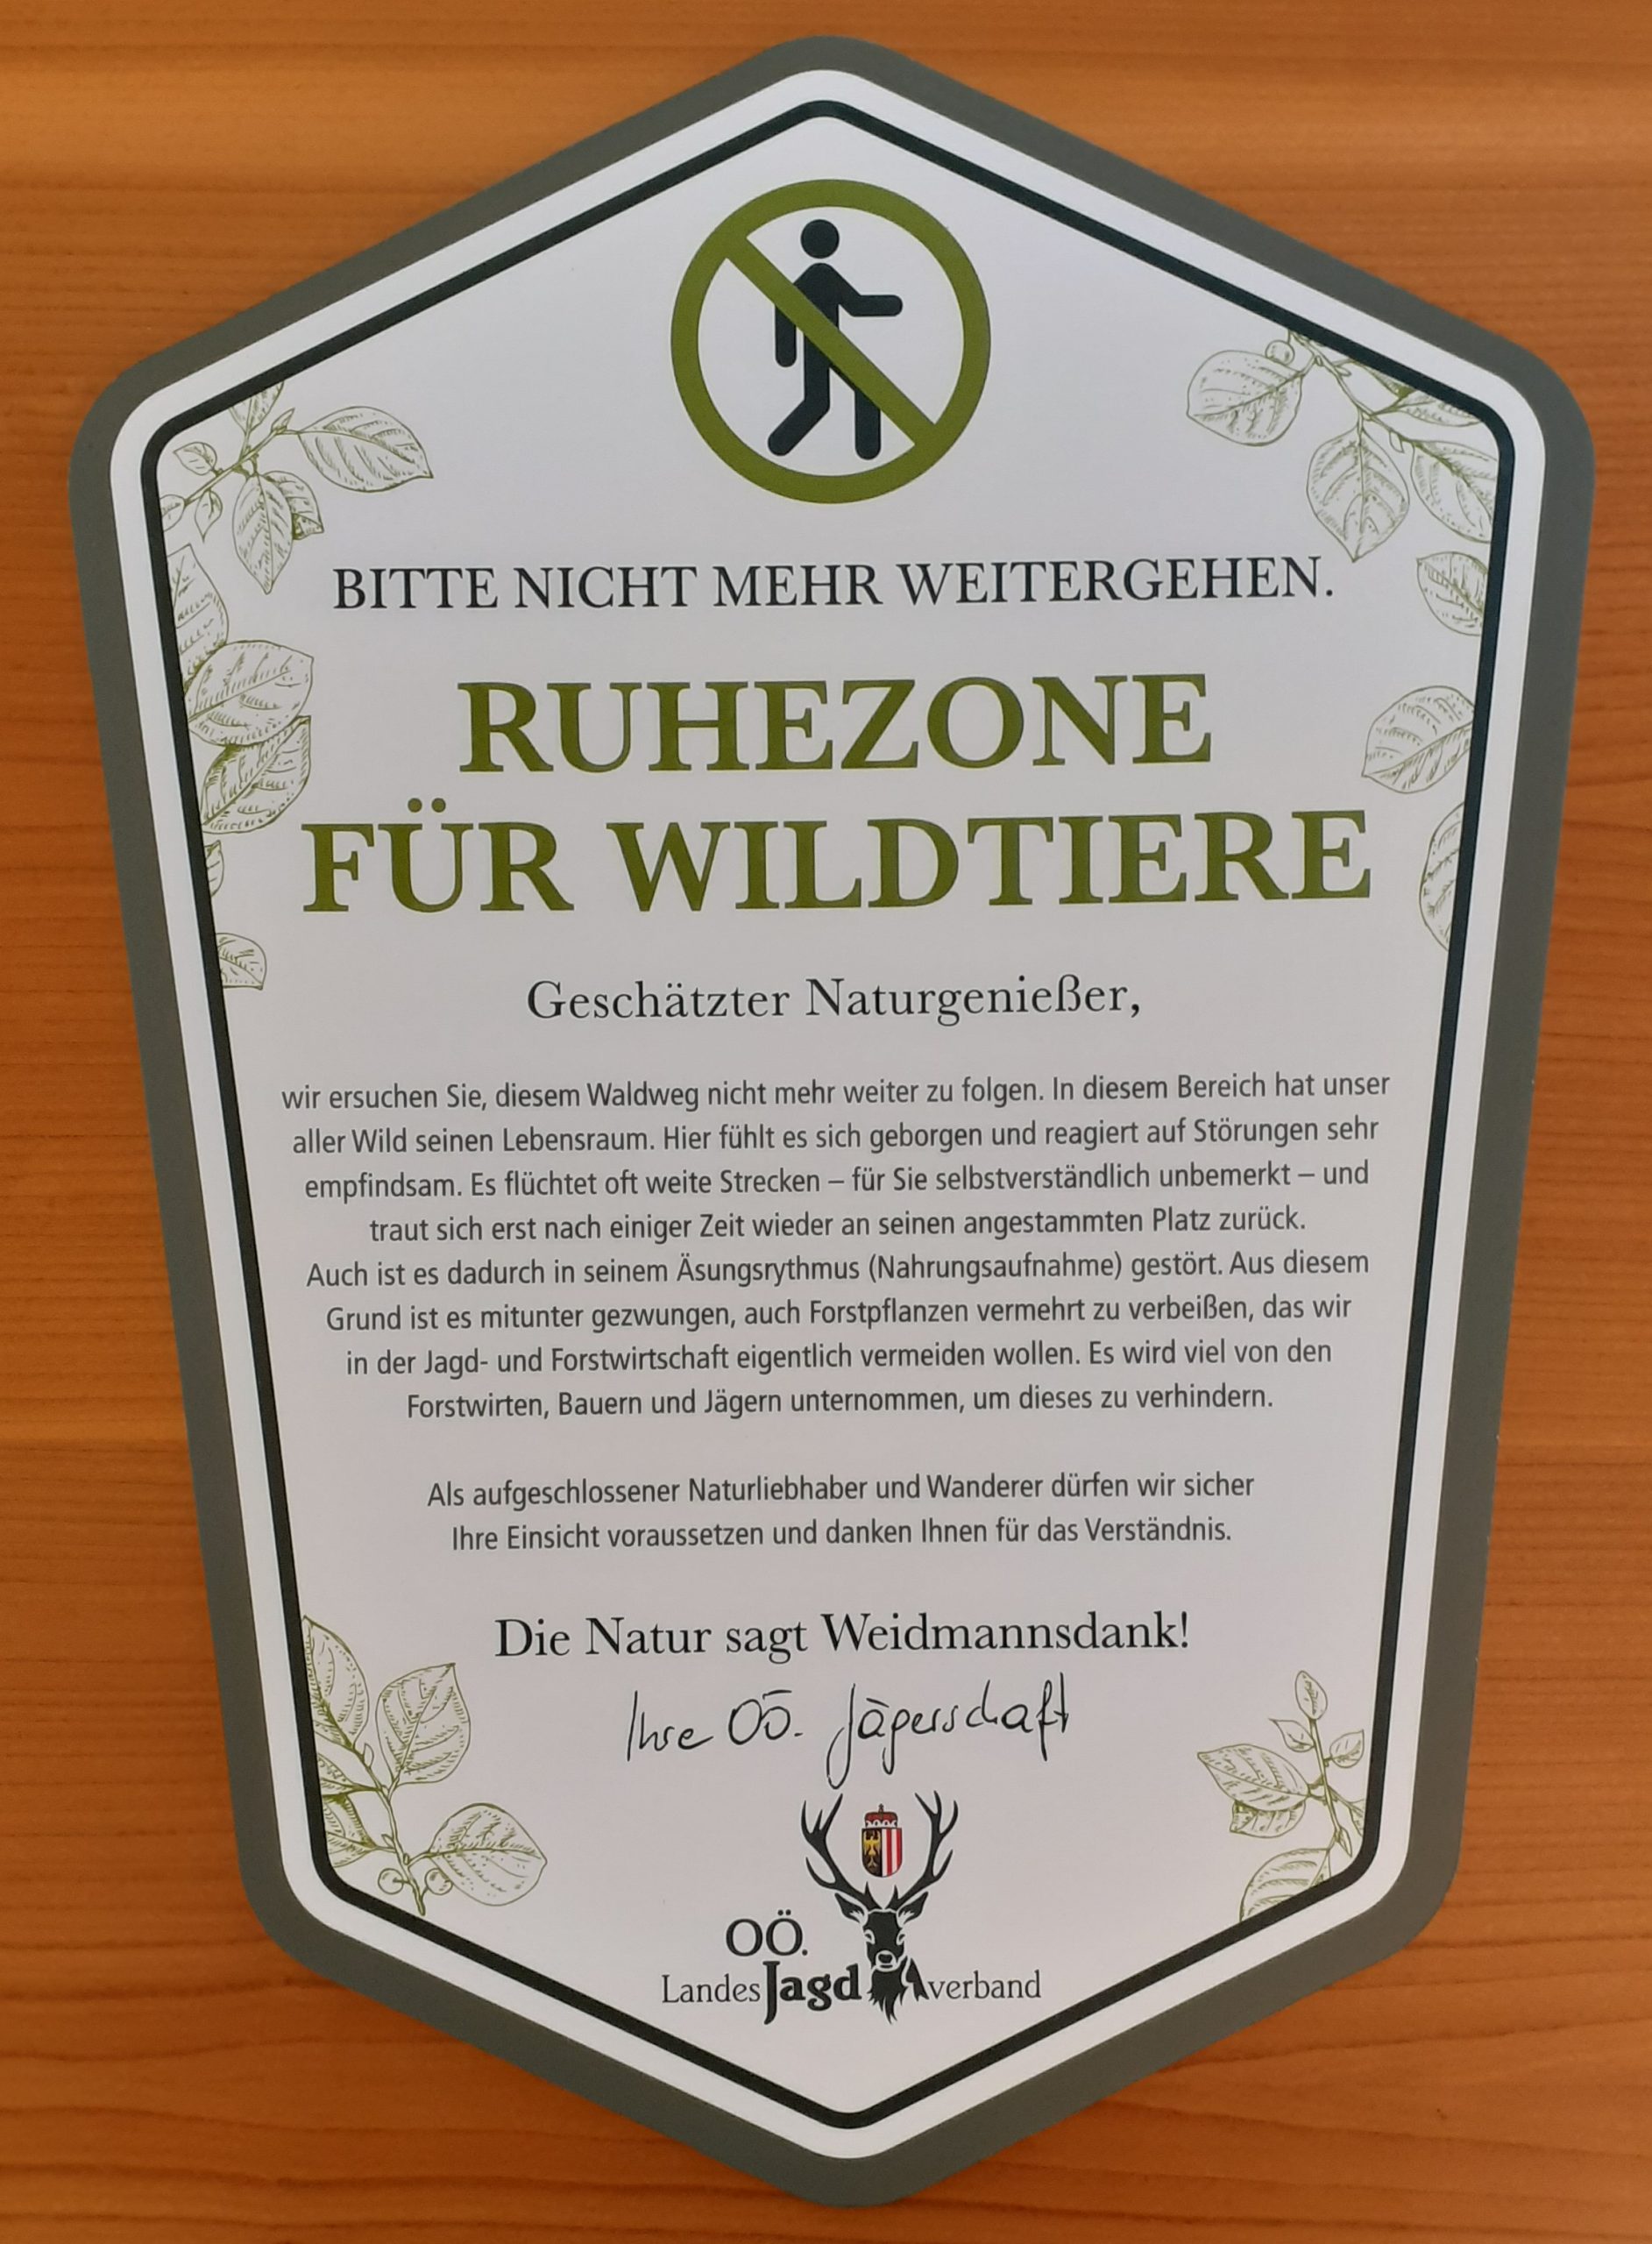 BITTE NICHT MEHR WEITERGEHEN.
RUHEZONE
FÜR WILDTIERE
Geschätzter Naturgenießer,
wir ersuchen Sie, diesem Waldweg nicht mehr weiter zu folgen. In diesem Bereich hat unser
aller Wild seinen Lebensraum. Hier fühlt es sich geborgen und reagiert auf Störungen sehr
empfindsam. Es flüchtet oft weite Strecken – für Sie selbstverständlich unbemerkt – und
traut sich erst nach einiger Zeit wieder an seinen angestammten Platz zurück.
Auch ist es dadurch in seinem Äsungsrythmus (Nahrungsaufnahme) gestört. Aus diesem
Grund ist es mitunter gezwungen, auch Forstpflanzen vermehrt zu verbeißen, das wir
in der Jagd- und Forstwirtschaft eigentlich vermeiden wollen. Es wird viel von den
Forstwirten, Bauern und Jägern unternommen, um dieses zu verhindern.
Als aufgeschlossener Naturliebhaber und Wanderer dürfen wir sicher
Ihre Einsicht voraussetzen und danken Ihnen für das Verständnis.
Die Natur sagt Weidmannsdank!
Ihre OÖ. Jägerschaft
OÖ.
LandesJagdverband